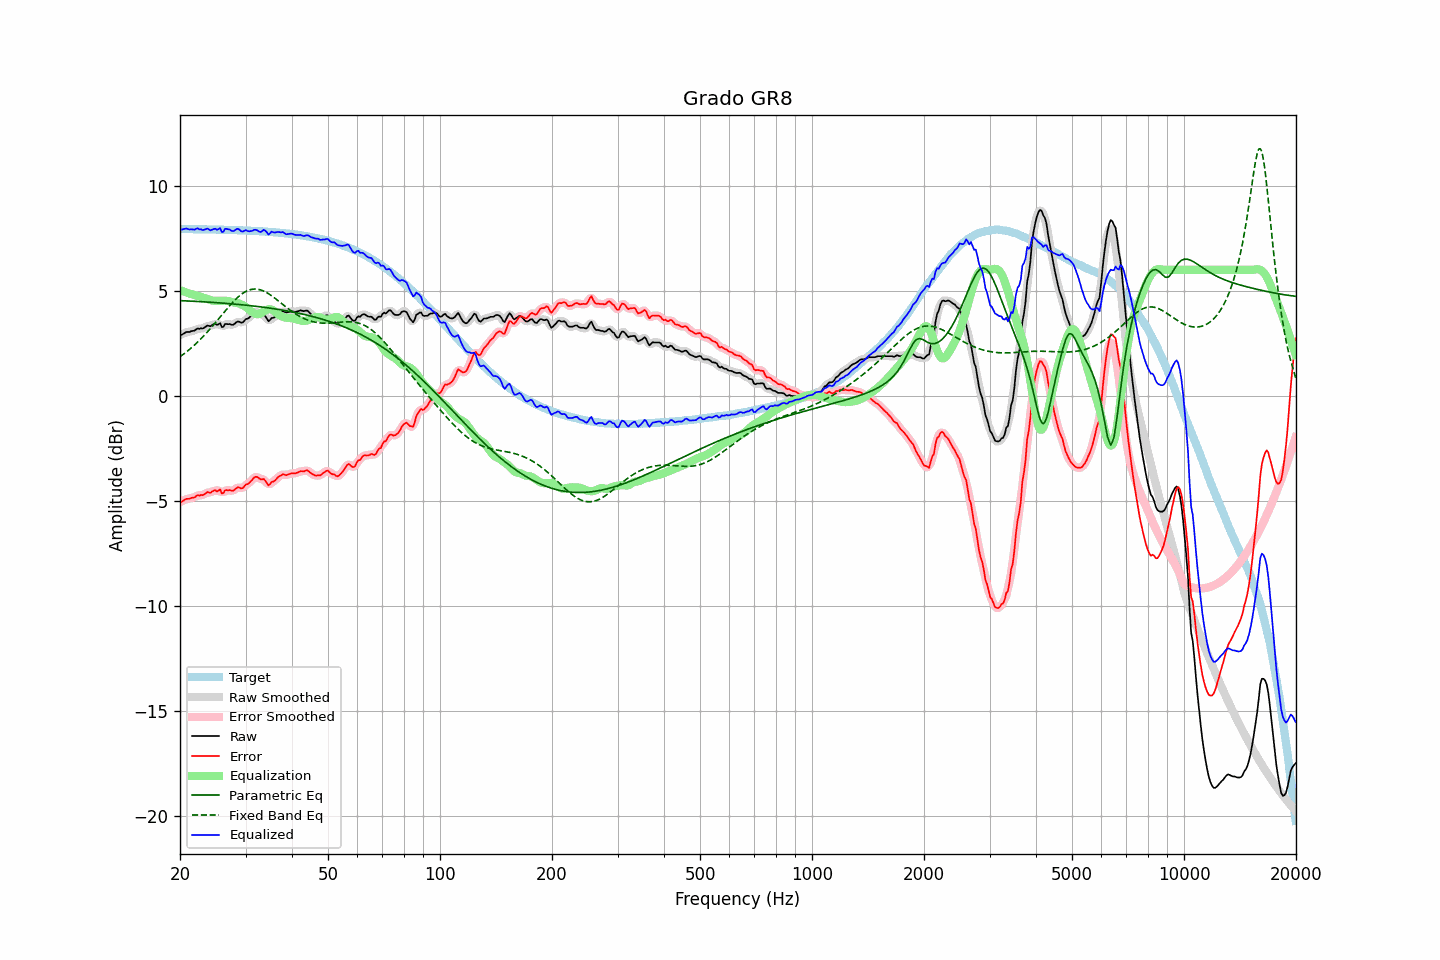 Grado GR8
Amplitude (dBr)
10
5
0
−5
−10
−15
−20
Target
Raw Smoothed
Error Smoothed
Raw
Error
Equalization
Parametric Eq
Fixed Band Eq
Equalized
20
50
100
200
500
1000
2000
5000
10000
20000
Frequency (Hz)